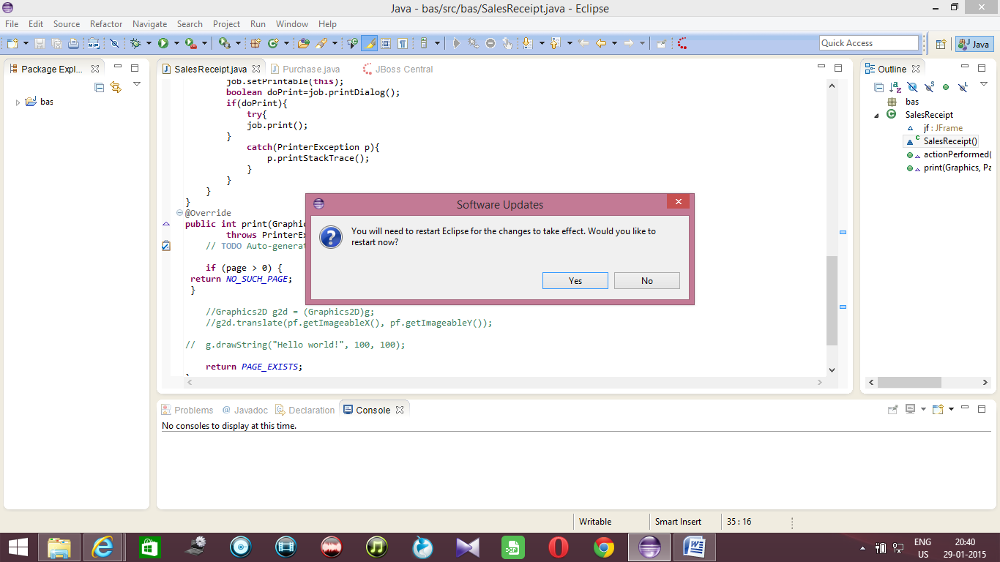 Java - bas/src/bas/SalesReceipt.java - Eclipse
File Edit Source Refactor Navigate Search Project Run Window Help
Quick Access
Java
Package Expl...
bas
SalesReceipt.java Purchase.java JBoss Central
job.setPrintable(this);
boolean doPrint=job.printDialog();
if(doPrint){
try{
job.print();
}
catch(PrinterException p){
p.printStackTrace();
}
}
}
}
@Override
public int print(Graphic
throws PrinterEx
// TODO Auto-generat
if (page > 0) {
return NO_SUCH_PAGE;
}
//Graphics2D g2d = (Graphics2D)g;
//g2d.translate(pf.getImageableX(), pf.getImageableY());
// g.drawString("Hello world!", 100, 100);
return PAGE_EXISTS;
Software Updates
You will need to restart Eclipse for the changes to take effect. Would you like to
restart now?
Yes No
Outline
bas
SalesReceipt
jf : JFrame
SalesReceipt()
actionPerformed(
print(Graphics, Pa
Problems @ Javadoc Declaration Console
No consoles to display at this time.
Writable Smart Insert 35 : 16
SGP
ENG
US
20:40
29-01-2015